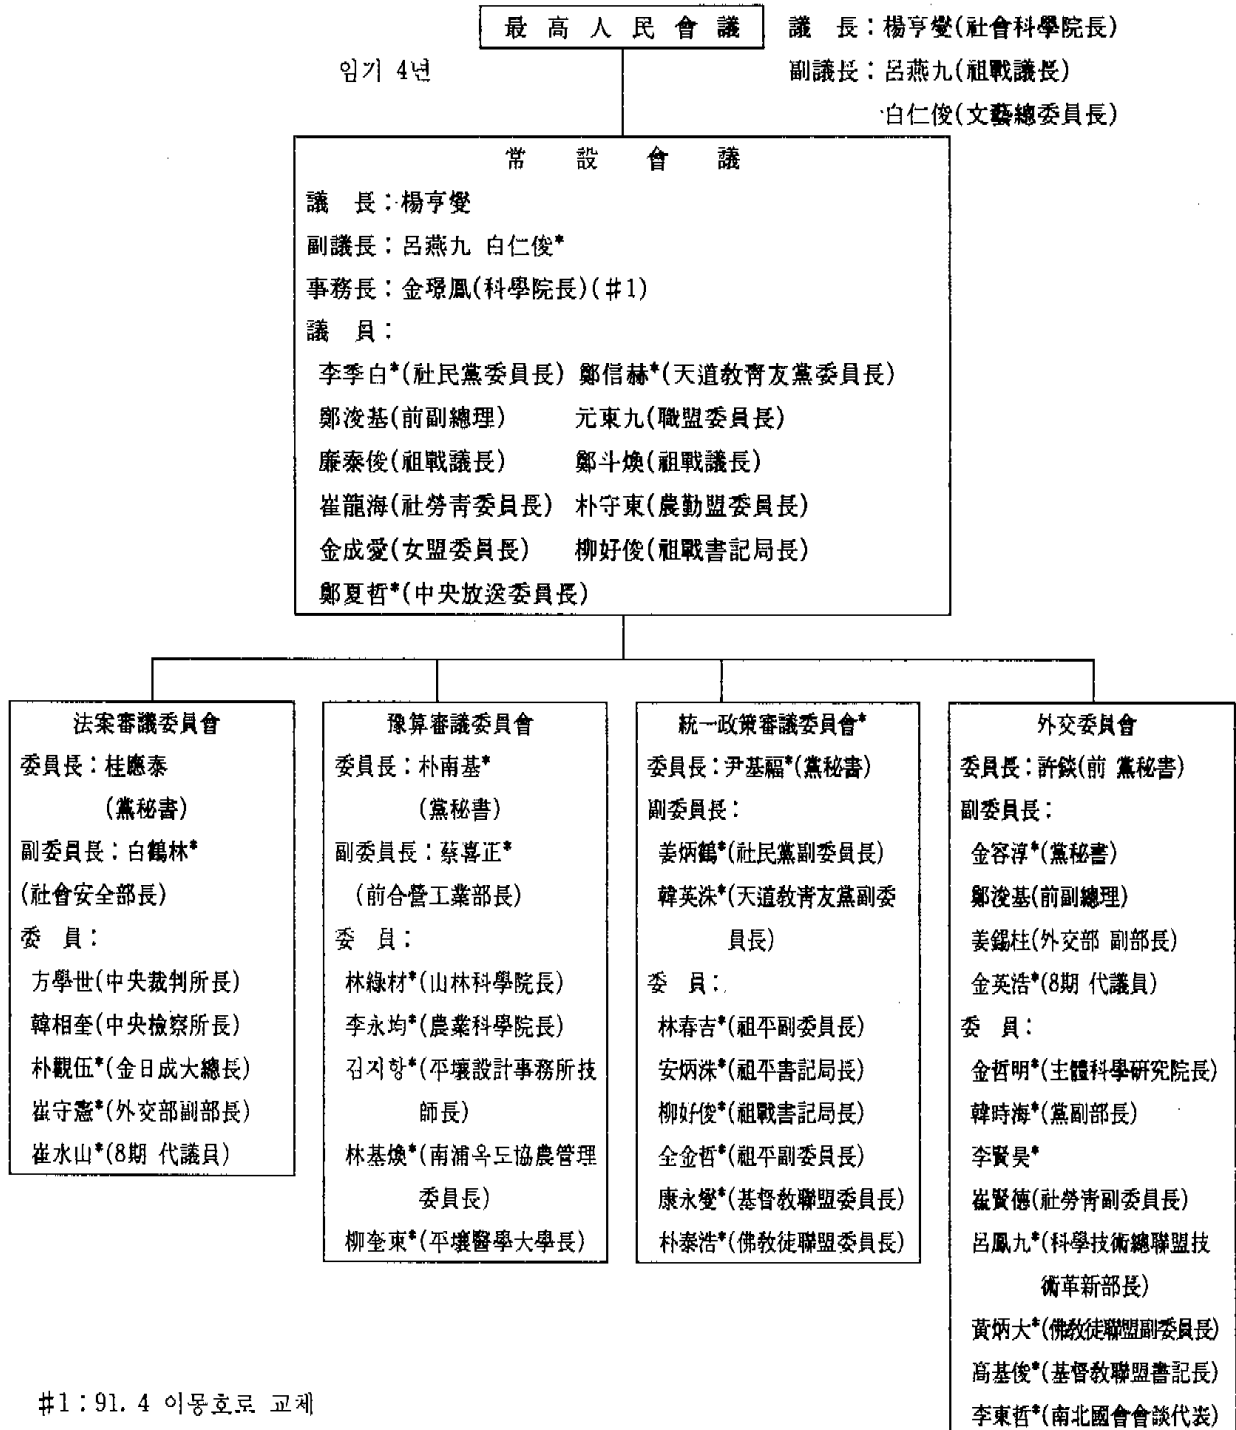 最高人民會議
議 長：楊亨燮(社會科學院長)
임기 4년
副議長：呂燕九(祖戰議長)
白仁俊(文藝總委員長)
常設會議
議 長：楊亨燮
副議長：呂燕九 白仁俊*
事務長：金璟鳳(科學院長)(#1)
議 員：
李季白*(社民黨委員長) 鄭信赫*(天道敎靑友黨委員長)
鄭浚基(前副總理) 元東九(職盟委員長)
廉泰俊(祖戰議長) 鄭斗煥(祖戰議長)
崔龍海(社勞靑委員長) 朴守東(農勤盟委員長)
金成愛(女盟委員長) 柳好俊(祖戰書記局長)
鄭夏哲*(中央放送委員長)
法案審議委員會
委員長：桂應泰
(黨秘書)
副委員長：白鶴林*
(社會安全部長)
委 員：
方學世(中央裁判所長)
韓相奎(中央檢察所長)
朴觀伍*(金日成大總長)
崔守憲*(外交部副部長)
崔水山*(8期 代議員)
豫算審議委員會
委員長：朴南基*
(黨秘書)
副委員長：蔡喜正*
(前合營工業部長)
委 員：
林綠材*(山林科學院長)
李永均*(農業科學院長)
김지항*(平壤設計事務所技
師長)
林基煥*(南浦옥도協農管理
委員長)
柳奎東*(平壤醫學大學長)
統一政策審議委員會*
委員長：尹基福*(黨秘書)
副委員長：
姜炳鶴*(社民黨副委員長)
韓英洙*(天道敎靑友黨副委
員長)
委 員：
林春吉*(祖平副委員長)
安炳洙*(祖平書記局長)
柳好俊*(祖戰書記局長)
全金哲*(祖平副委員長)
康永燮*(基督敎聯盟委員長)
朴泰浩*(佛敎徒聯盟委員長)
外交委員會
委員長：許錟(前 黨秘書)
副委員長：
金容淳*(黨秘書)
鄭浚基(前副總理)
姜錫柱(外交部 副部長)
金英浩*(8期 代議員)
委 員：
金哲明*(主體科學硏究院長)
韓時海*(黨副部長)
李賢昊*
崔賢德(社勞靑副委員長)
呂鳳九*(科學技術總聯盟技
術革新部長)
黃炳大*(佛敎徒聯盟副委員長)
高基俊*(基督敎聯盟書記長)
李東哲*(南北國會會談代表)
#1：91. 4 이몽호로 교체